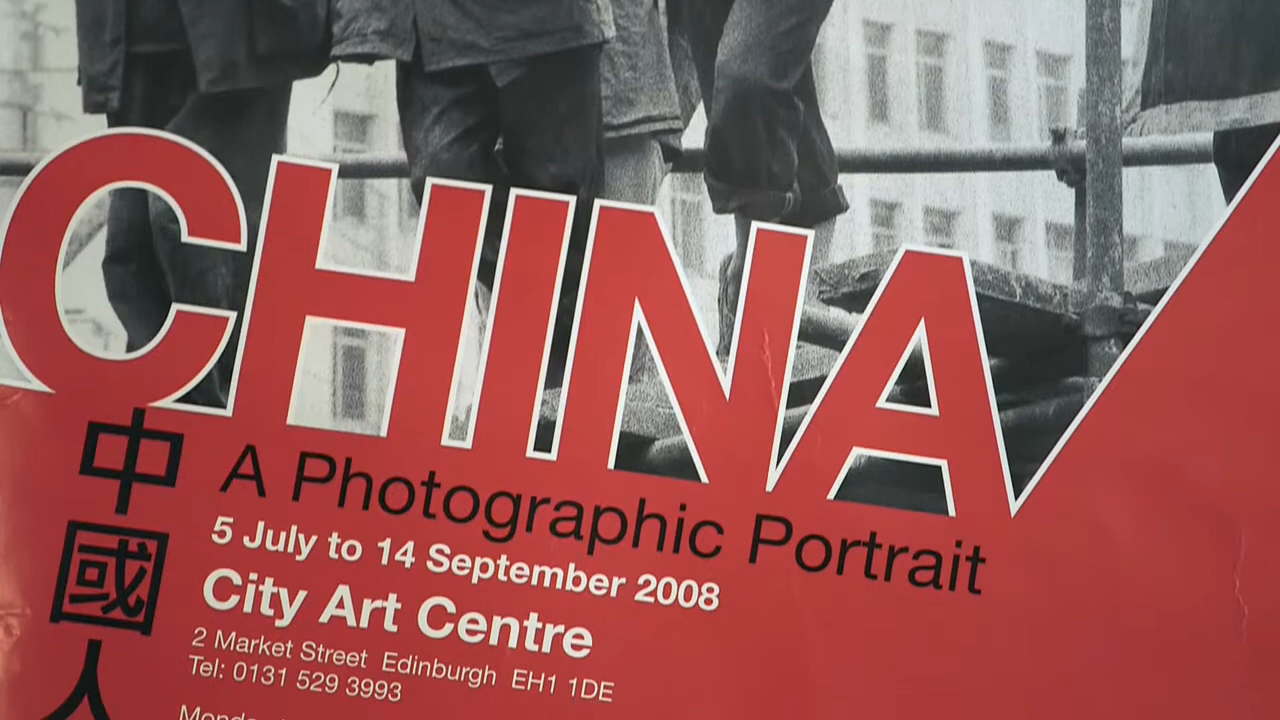 CHINA
中
國
人
A Photographic Portrait
5 July to 14 September 2008
City Art Centre
2 Market Street Edinburgh EH1 1DE
Tel: 0131 529 3993